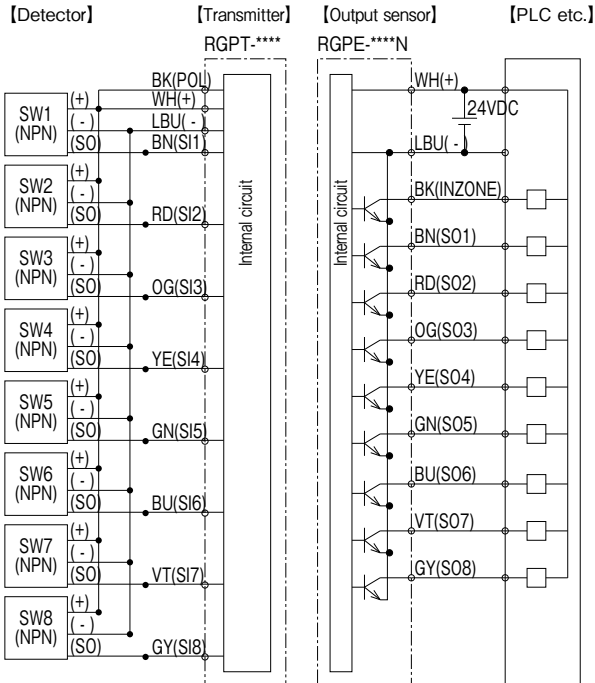 【Detector】 【Transmitter】 【Output sensor】 【PLC etc.】
RGPT-**** RGPE-****N
BK(POL)
WH(+)
LBU( - )
BN(SI1)
SW1
(NPN)
(+)
( - )
(SO)
SW2
(NPN)
(+)
( - )
(SO)
RD(SI2)
SW3
(NPN)
(+)
( - )
(SO)
OG(SI3)
SW4
(NPN)
(+)
( - )
(SO)
YE(SI4)
SW5
(NPN)
(+)
( - )
(SO)
GN(SI5)
SW6
(NPN)
(+)
( - )
(SO)
BU(SI6)
SW7
(NPN)
(+)
( - )
(SO)
VT(SI7)
SW8
(NPN)
(+)
( - )
(SO)
GY(SI8)
Internal circuit
Internal circuit
WH(+)
24VDC
LBU( - )
BK(INZONE)
BN(SO1)
RD(SO2)
OG(SO3)
YE(SO4)
GN(SO5)
BU(SO6)
VT(SO7)
GY(SO8)